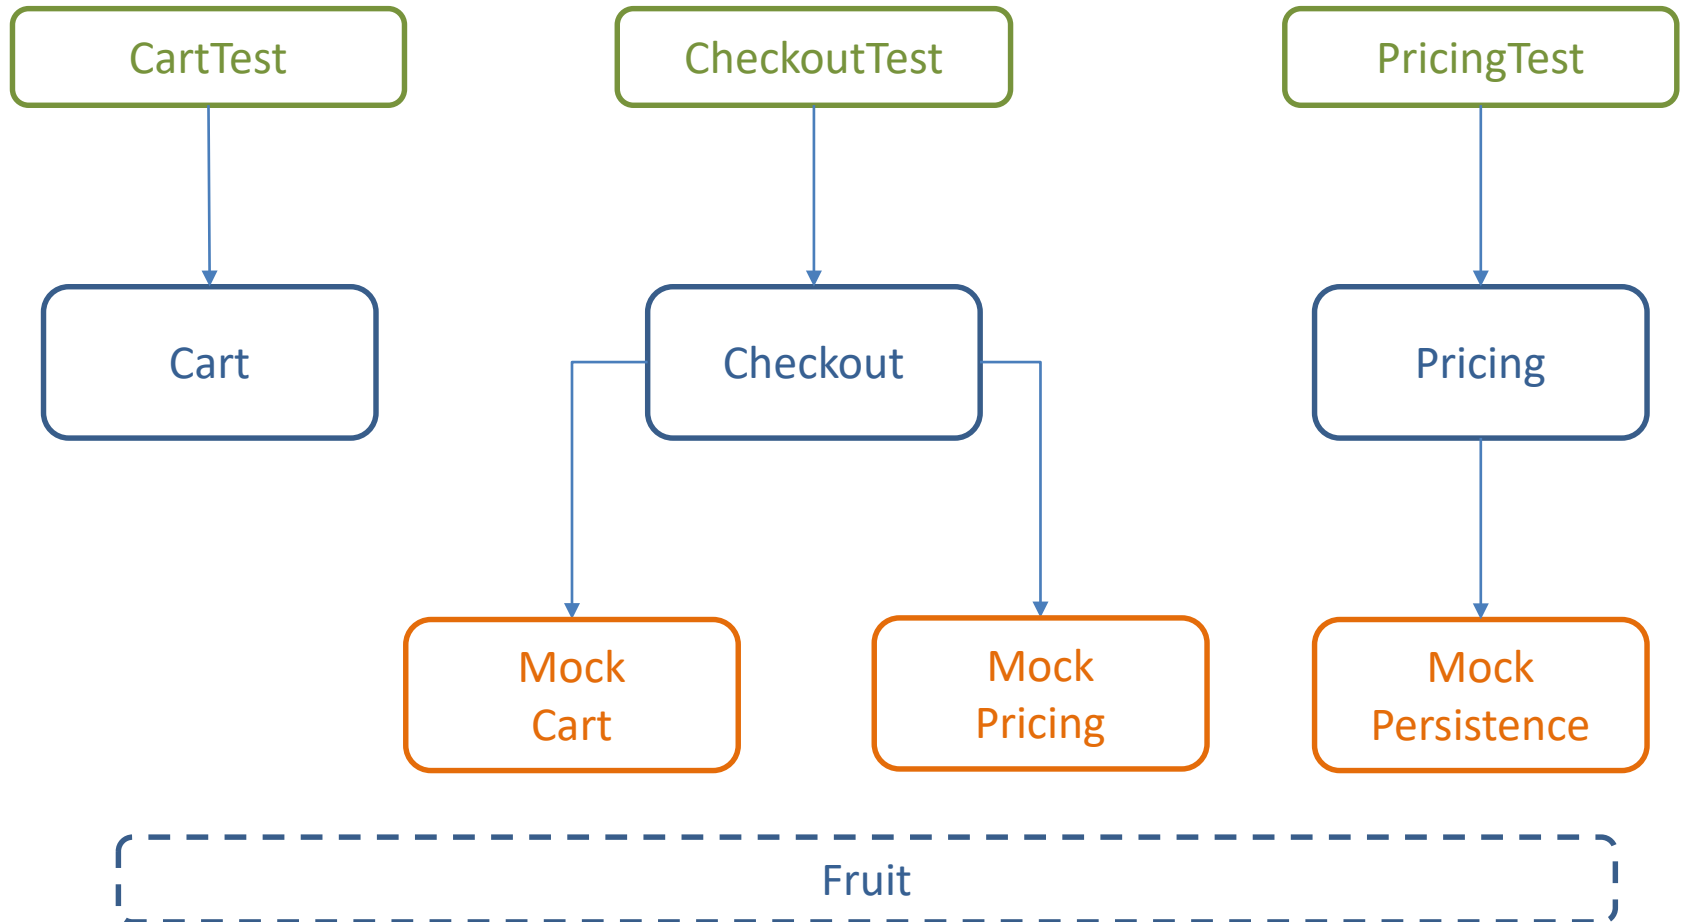 CartTest
CheckoutTest
PricingTest
Cart
Checkout
Pricing
Mock
Cart
Mock
Pricing
Mock
Persistence
Fruit